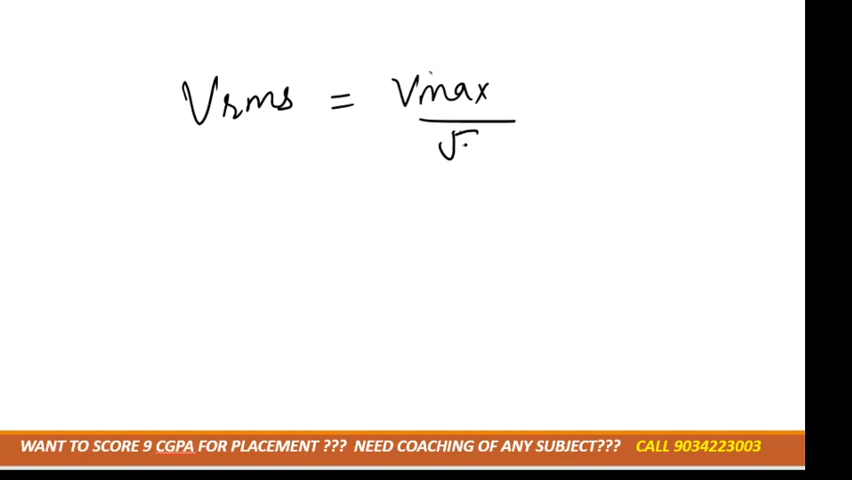 Vrms = Vmax
√
WANT TO SCORE 9 CGPA FOR PLACEMENT ??? NEED COACHING OF ANY SUBJECT??? CALL 9034223003